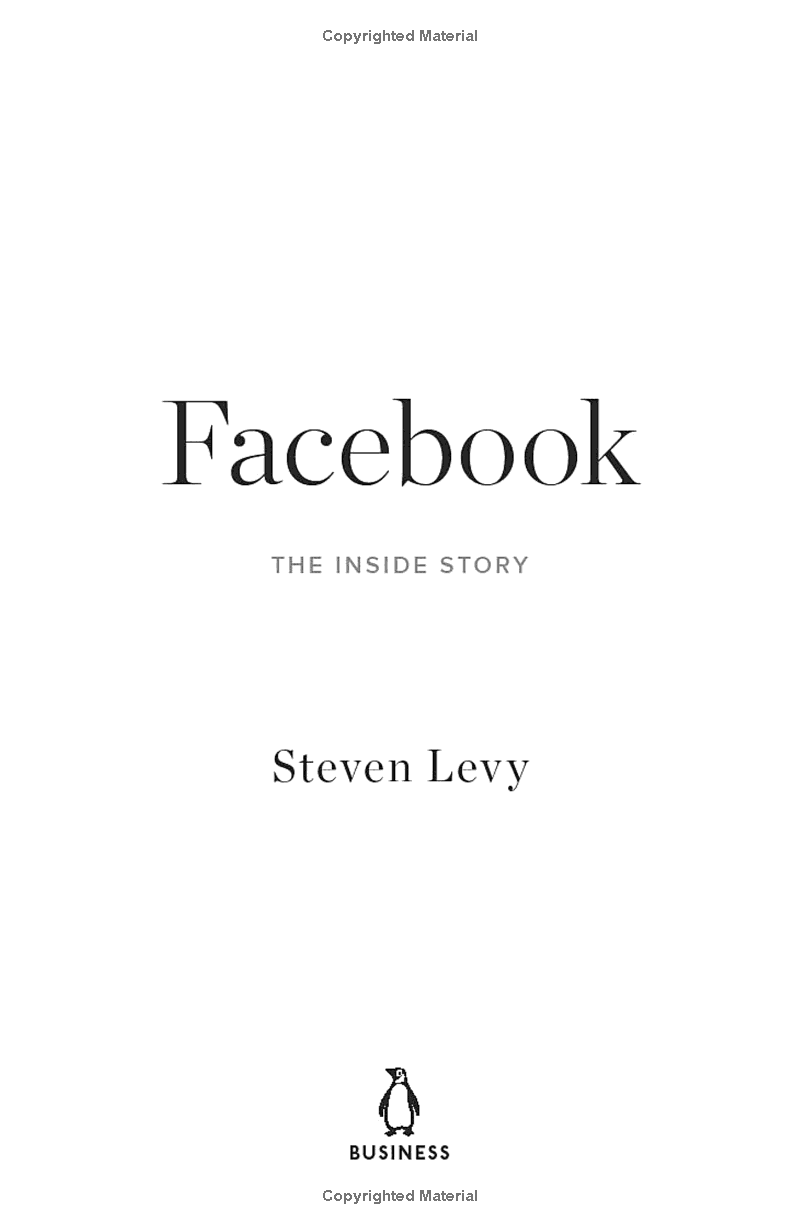 Copyrighted Material
Facebook
THE INSIDE STORY
Steven Levy
BUSINESS
Copyrighted Material